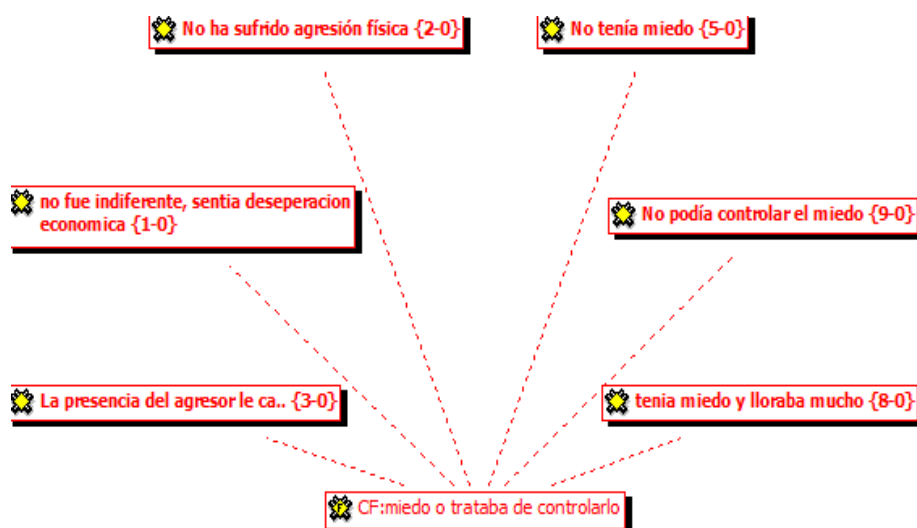 No ha sufrido agresión física {2-0}
No tenía miedo {5-0}
no fue indiferente, sentia deseperacion
economica {1-0}
No podía controlar el miedo {9-0}
La presencia del agresor le ca.. {3-0}
tenia miedo y lloraba mucho {8-0}
CF:miedo o trataba de controlarlo